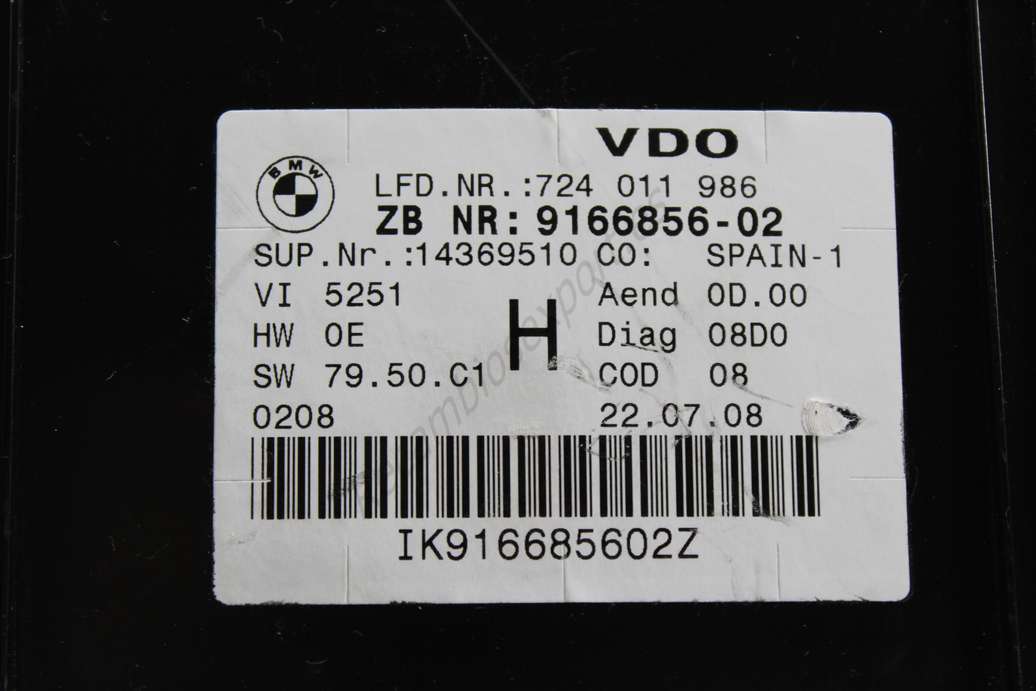 VDO
BMW
LFD.NR.:724 011 986
ZB NR: 9166856-02
SUP.Nr.:14369510 CO: SPAIN-1
VI 5251 Aend 0D.00
HW 0E H Diag 08D0
SW 79.50.C1 COD 08
0208 22.07.08
IK916685602Z